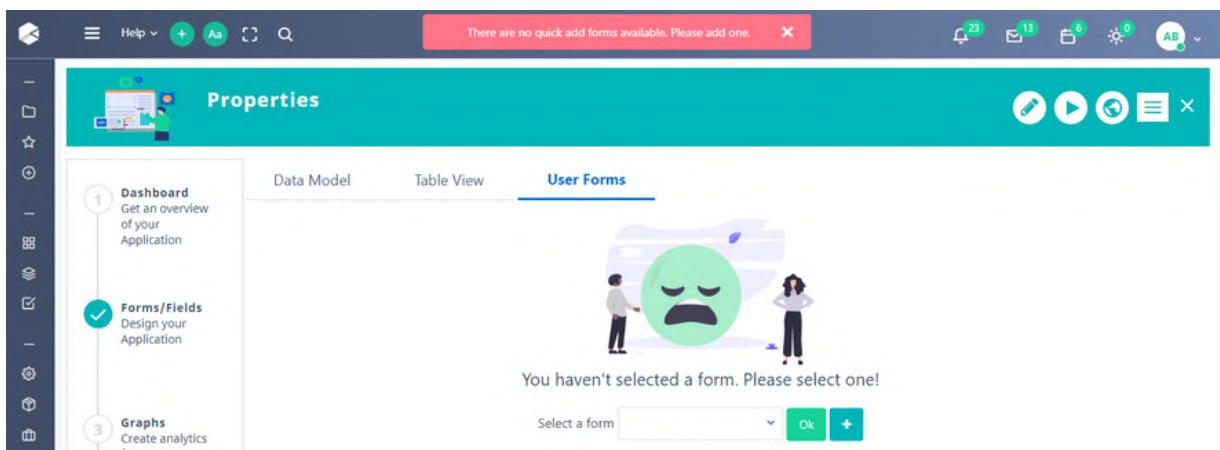 Help
Aa
There are no quick add forms available. Please add one.
23
13
6
0
AB
Properties
1
Dashboard
Get an overview
of your
Application
Forms/Fields
Design your
Application
3
Graphs
Create analytics
Data Model
Table View
User Forms
You haven't selected a form. Please select one!
Select a form
Ok